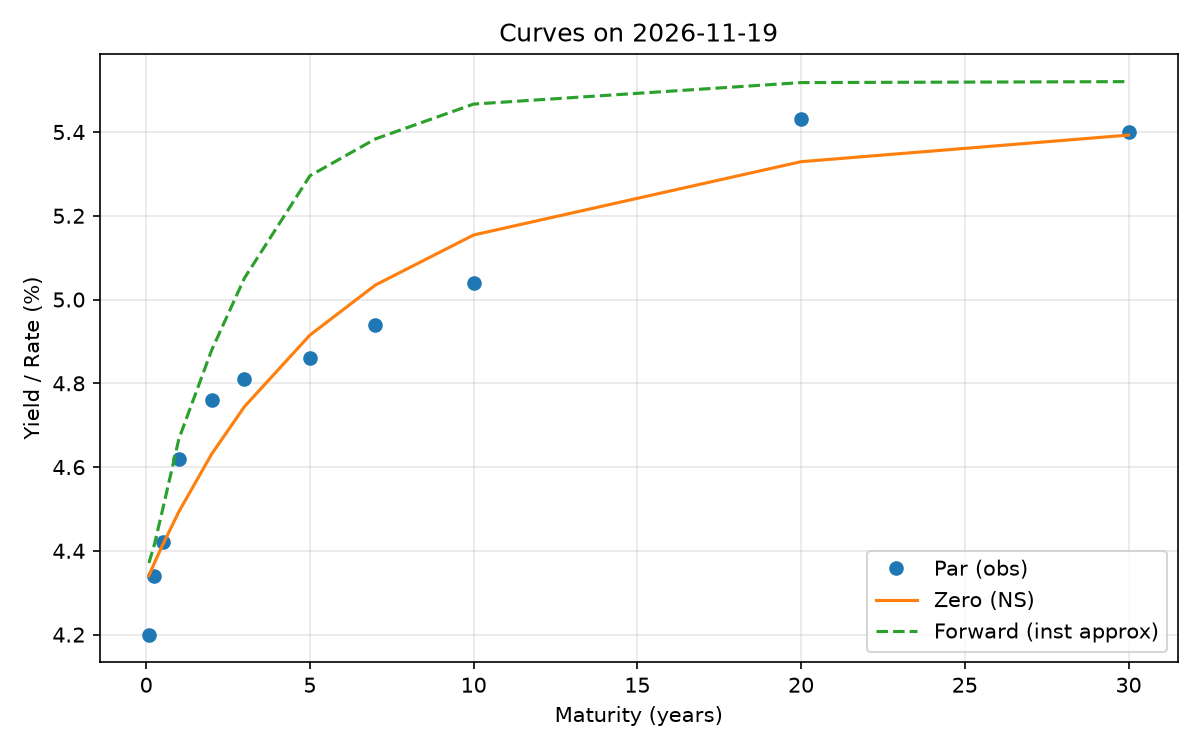 Curves on 2026-11-19
Yield / Rate (%)
5.4
5.2
5.0
4.8
4.6
4.4
4.2
Par (obs)
Zero (NS)
Forward (inst approx)
0 5 10 15 20 25 30
Maturity (years)